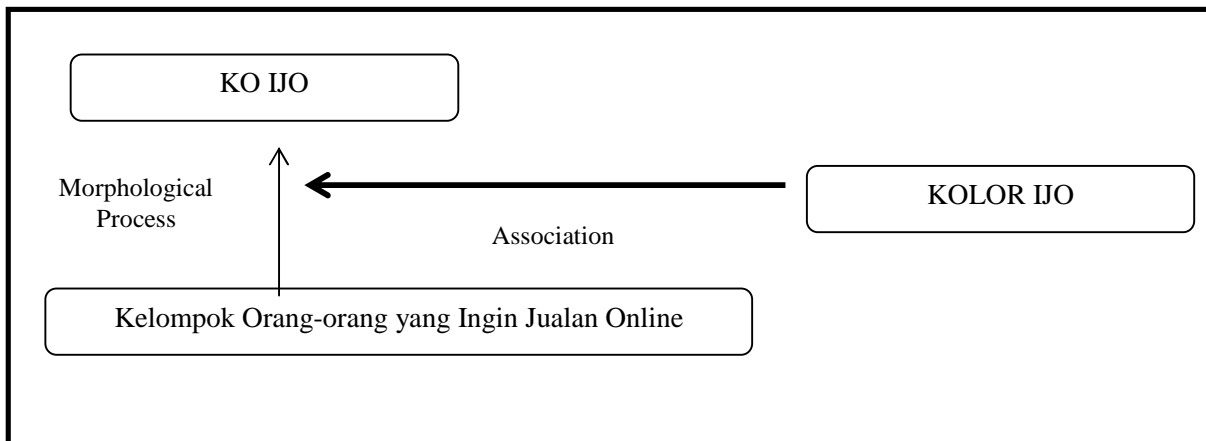 KO IJO
Morphological
Process
KOLOR IJO
Association
Kelompok Orang-orang yang Ingin Jualan Online